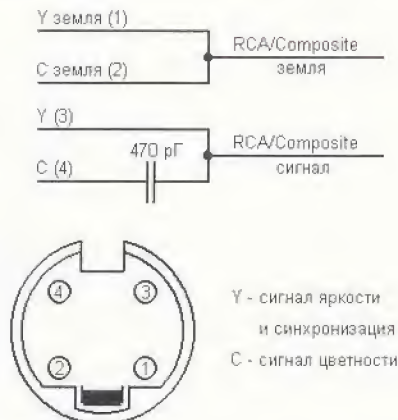 Y земля (1)
RCA/Composite
C земля (2)
земля
Y (3)
470 pГ
RCA/Composite
C (4)
сигнал
4
3
2
1
Y - сигнал яркости
и синхронизация
C - сигнал цветности